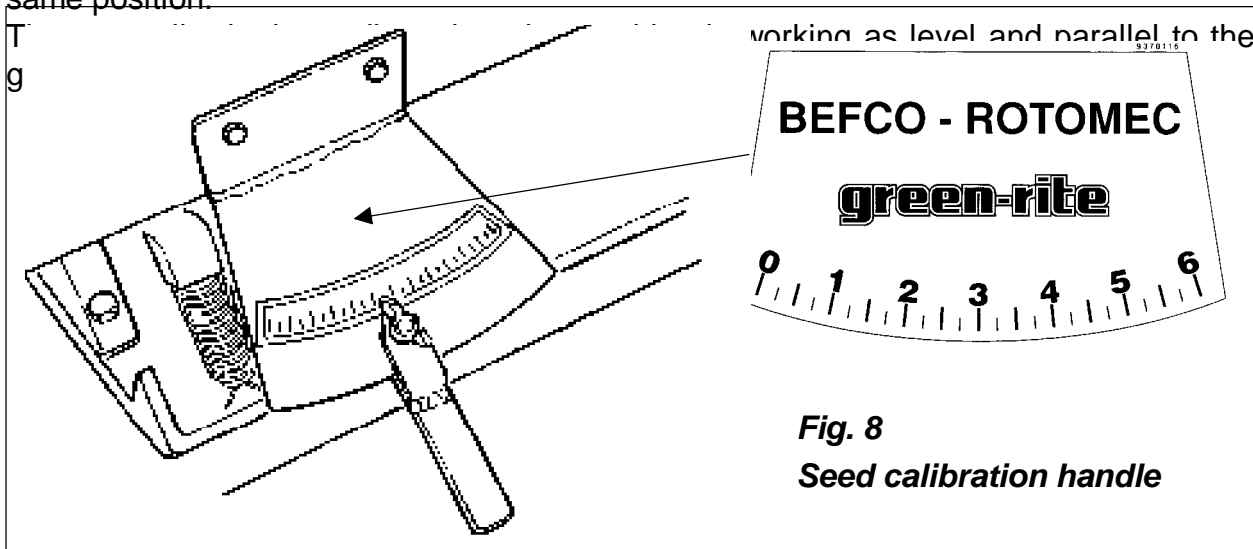 same position.
T working as level and parallel to the
g
9370116
BEFCO - ROTOMEC
green-rite
0 1 2 3 4 5 6
Fig. 8
Seed calibration handle